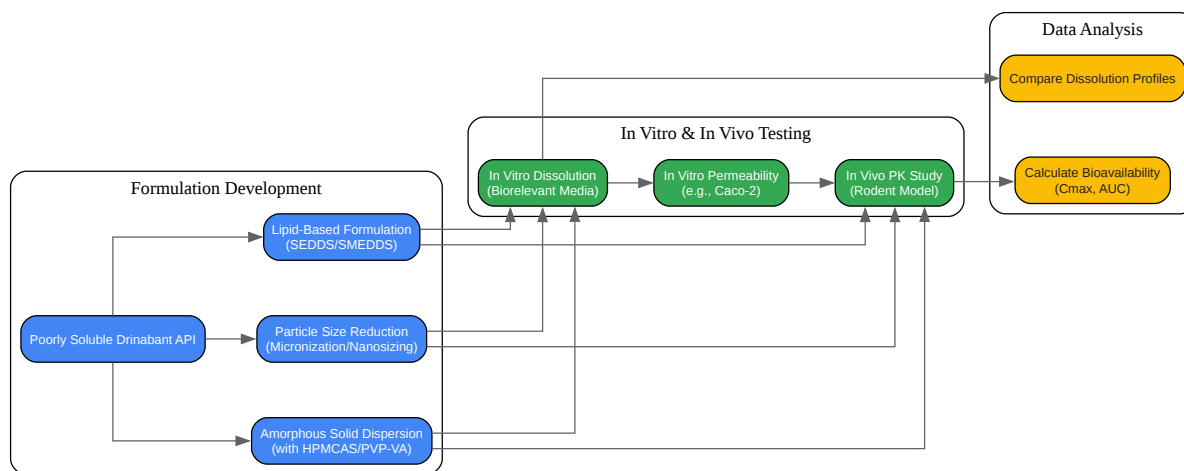 Data Analysis
Compare Dissolution Profiles
In Vitro & In Vivo Testing
In Vitro Dissolution
(Biorelevant Media)
In Vitro Permeability
(e.g., Caco-2)
In Vivo PK Study
(Rodent Model)
Calculate Bioavailability
(Cmax, AUC)
Formulation Development
Lipid-Based Formulation
(SEDDS/SMEDDS)
Poorly Soluble Drinabant API
Particle Size Reduction
(Micronization/Nanosizing)
Amorphous Solid Dispersion
(with HPMCAS/PVP-VA)